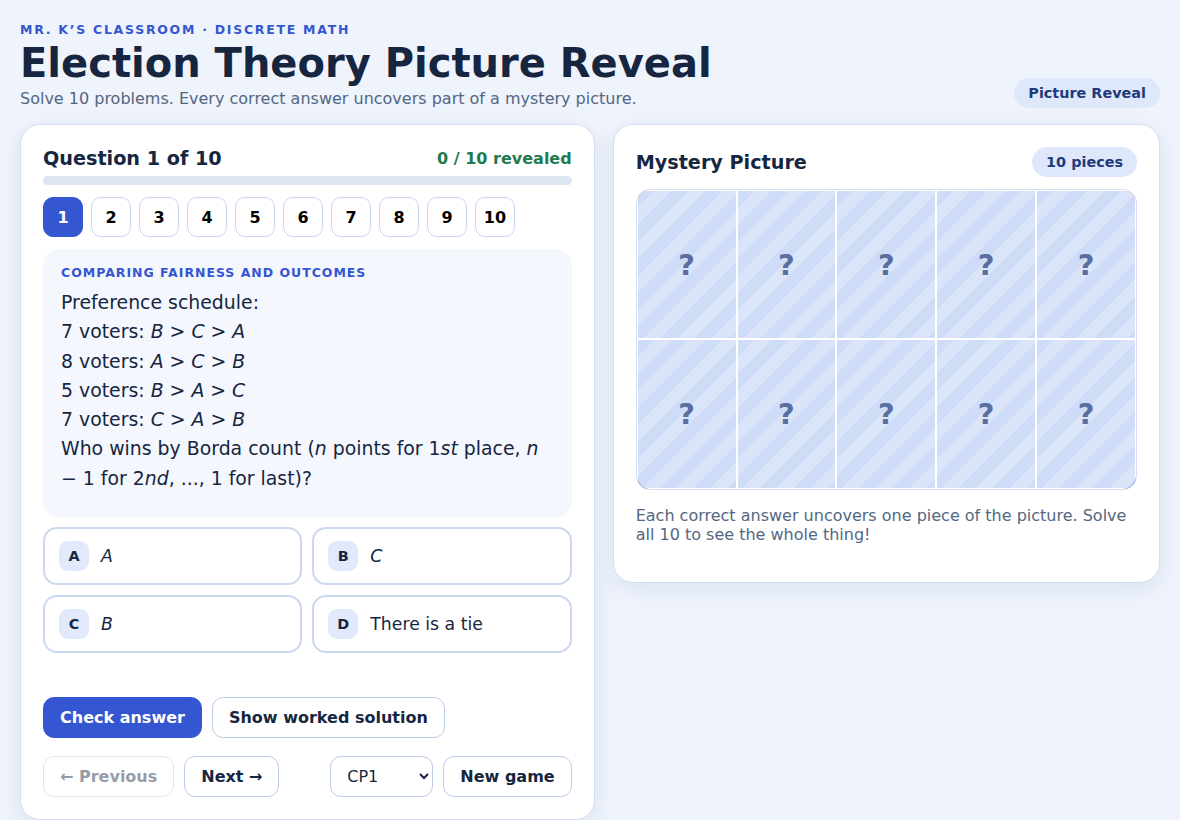 MR. K’S CLASSROOM · DISCRETE MATH
Election Theory Picture Reveal
Solve 10 problems. Every correct answer uncovers part of a mystery picture.
Picture Reveal
Question 1 of 10
0 / 10 revealed
1 2 3 4 5 6 7 8 9 10
COMPARING FAIRNESS AND OUTCOMES
Preference schedule:
7 voters: B > C > A
8 voters: A > C > B
5 voters: B > A > C
7 voters: C > A > B
Who wins by Borda count (n points for 1st place, n
− 1 for 2nd, ..., 1 for last)?
A A
B C
C B
D There is a tie
Check answer
Show worked solution
← Previous
Next →
CP1
New game
Mystery Picture
10 pieces
? ? ? ? ?
? ? ? ? ?
Each correct answer uncovers one piece of the picture. Solve
all 10 to see the whole thing!